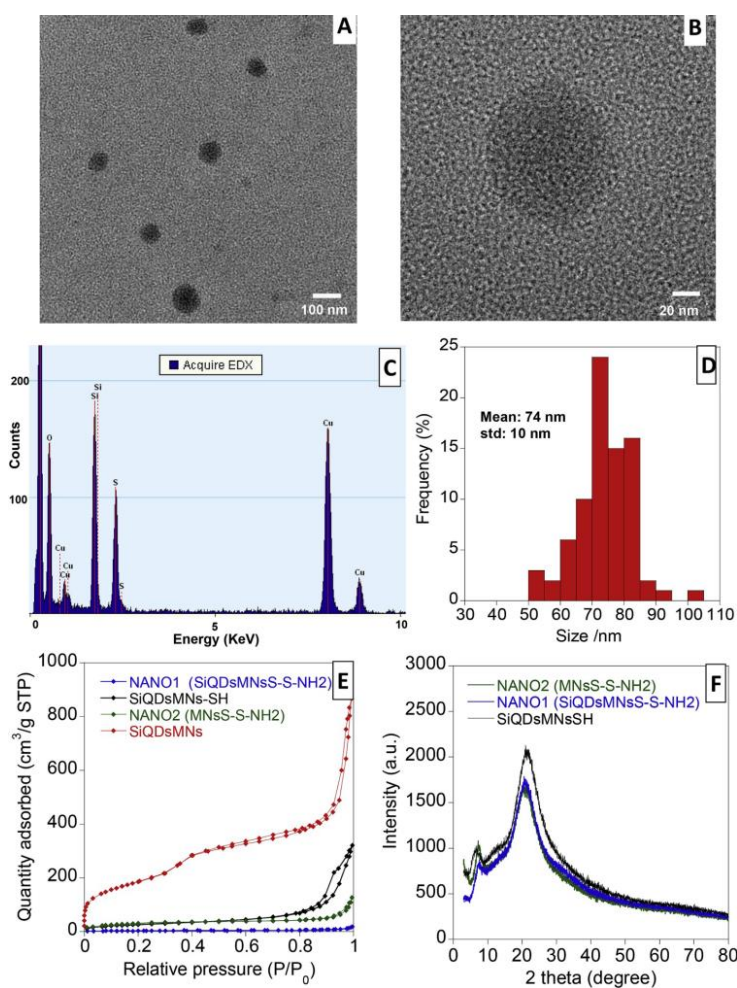 A
100 nm
B
20 nm
C
Acquire EDX
200
100
Counts
O
Cu
Cu
Si
Si
S
S
Cu
Cu
0
5
10
Energy (KeV)
D
Mean: 74 nm
std: 10 nm
25
20
15
10
5
0
Frequency (%)
30 40 50 60 70 80 90 100 110
Size /nm
E
NANO1 (SiQDsMNsS-S-NH2)
SiQDsMNs-SH
NANO2 (MNsS-S-NH2)
SiQDsMNs
1000
800
600
400
200
0
Quantity adsorbed (cm³/g STP)
0 0.2 0.4 0.6 0.8 1
Relative pressure (P/P₀)
F
NANO2 (MNsS-S-NH2)
NANO1 (SiQDsMNsS-S-NH2)
SiQDsMNsSH
3000
2500
2000
1500
1000
500
0
Intensity (a.u.)
0 10 20 30 40 50 60 70 80
2 theta (degree)